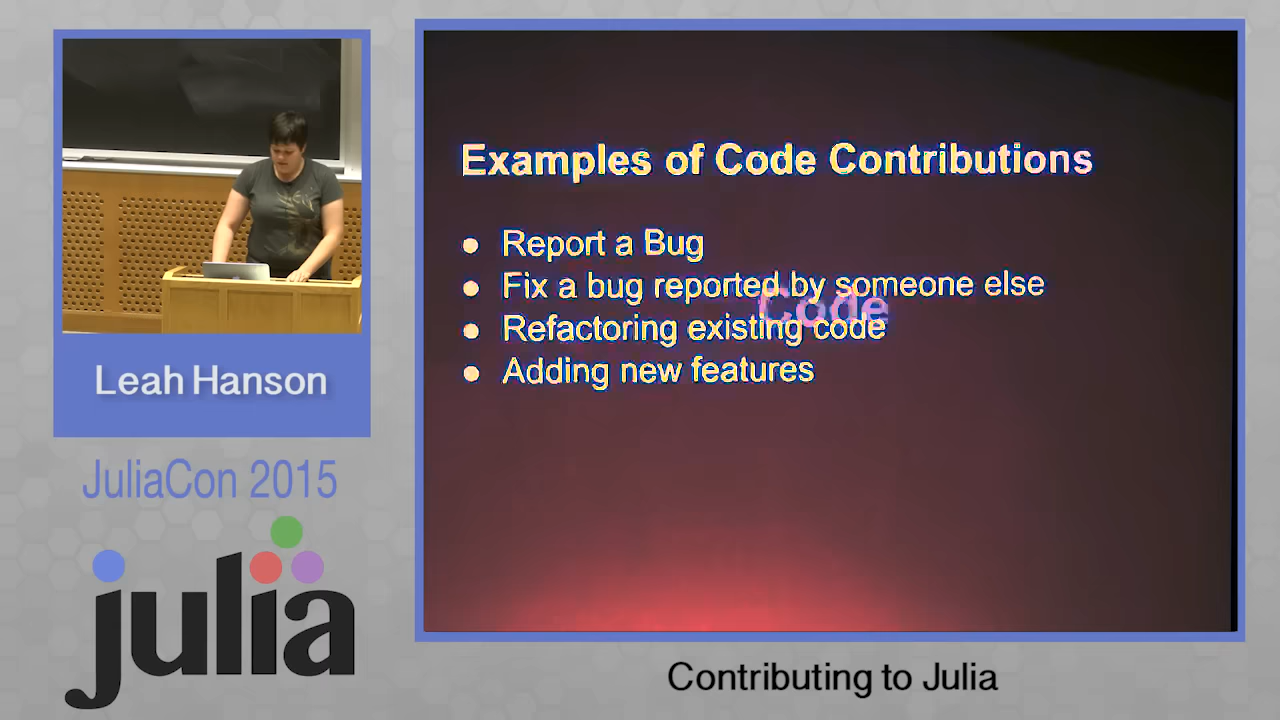 Leah Hanson
JuliaCon 2015
julia
Examples of Code Contributions
● Report a Bug
● Fix a bug reported by someone else
Code
● Refactoring existing code
● Adding new features
Contributing to Julia